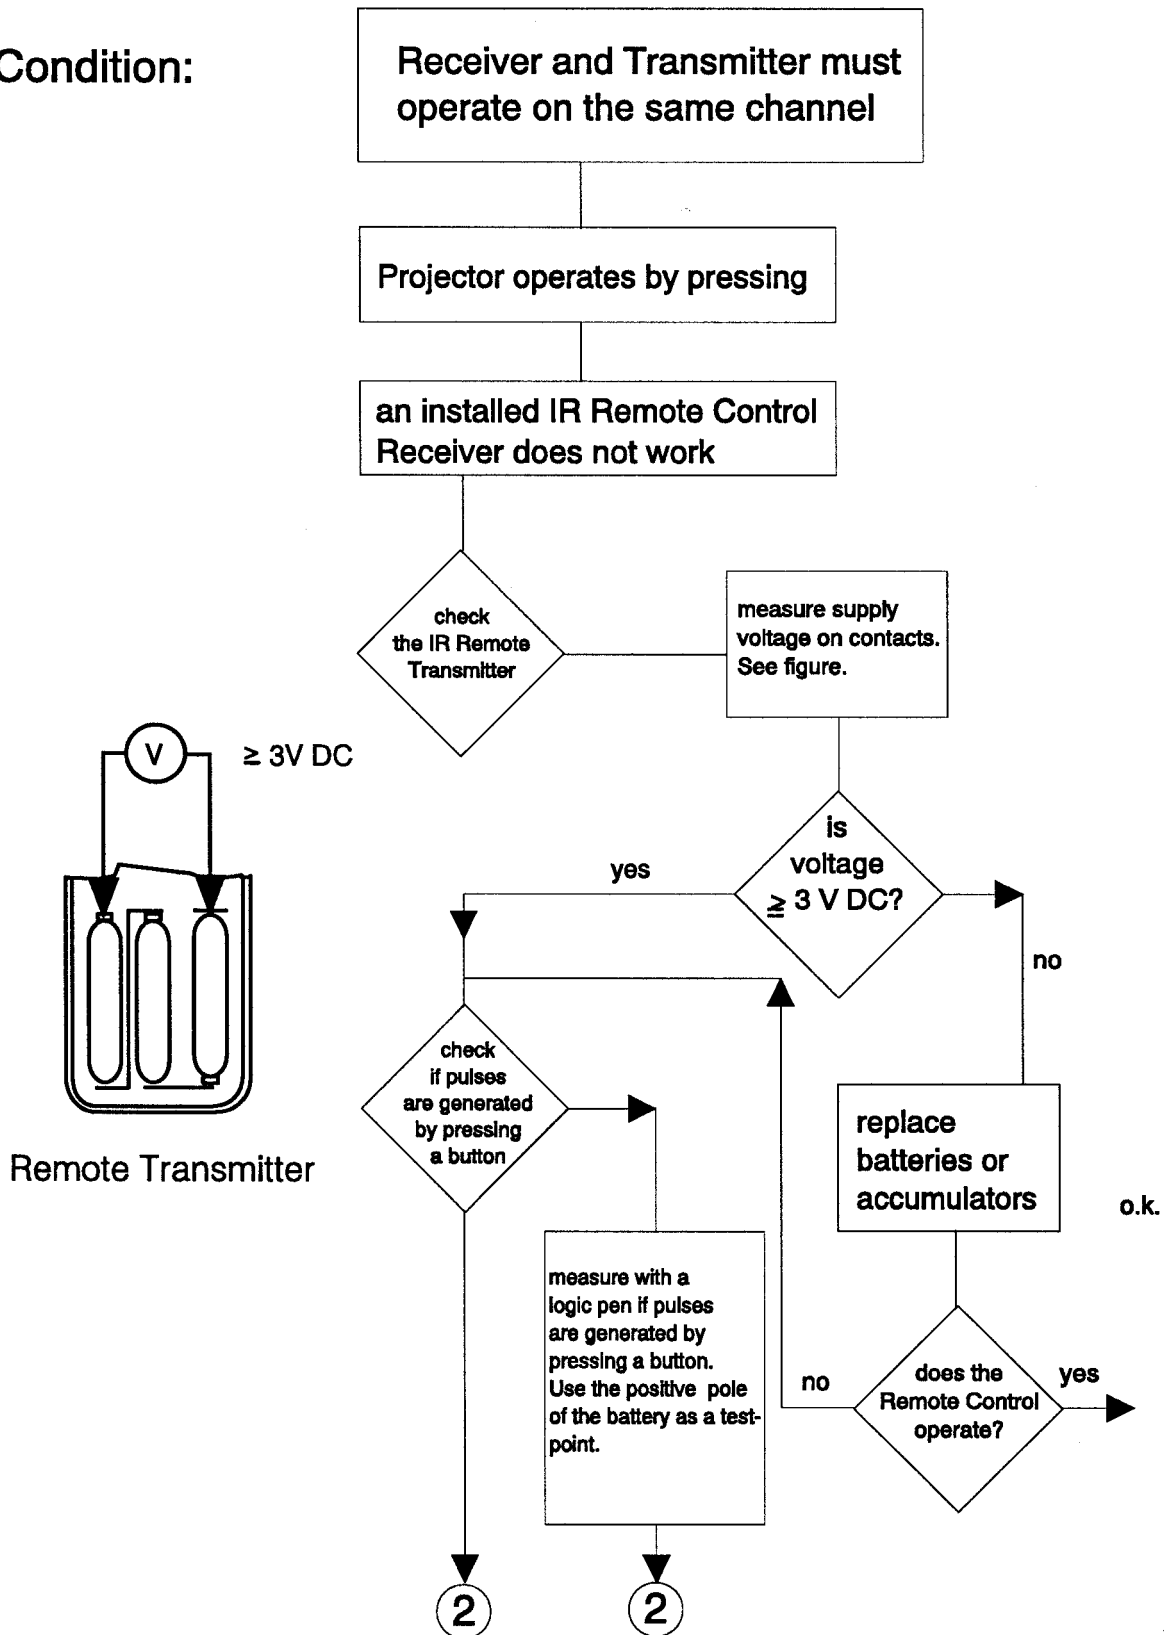 Condition:
Receiver and Transmitter must
operate on the same channel
Projector operates by pressing
an installed IR Remote Control
Receiver does not work
check
the IR Remote
Transmitter
measure supply
voltage on contacts.
See figure.
V
≥ 3V DC
is
voltage
≥ 3 V DC?
yes
no
check
if pulses
are generated
by pressing
a button
replace
batteries or
accumulators
Remote Transmitter
o.k.
measure with a
logic pen if pulses
are generated by
pressing a button.
Use the positive pole
of the battery as a test-
point.
no
does the
Remote Control
operate?
yes
2
2